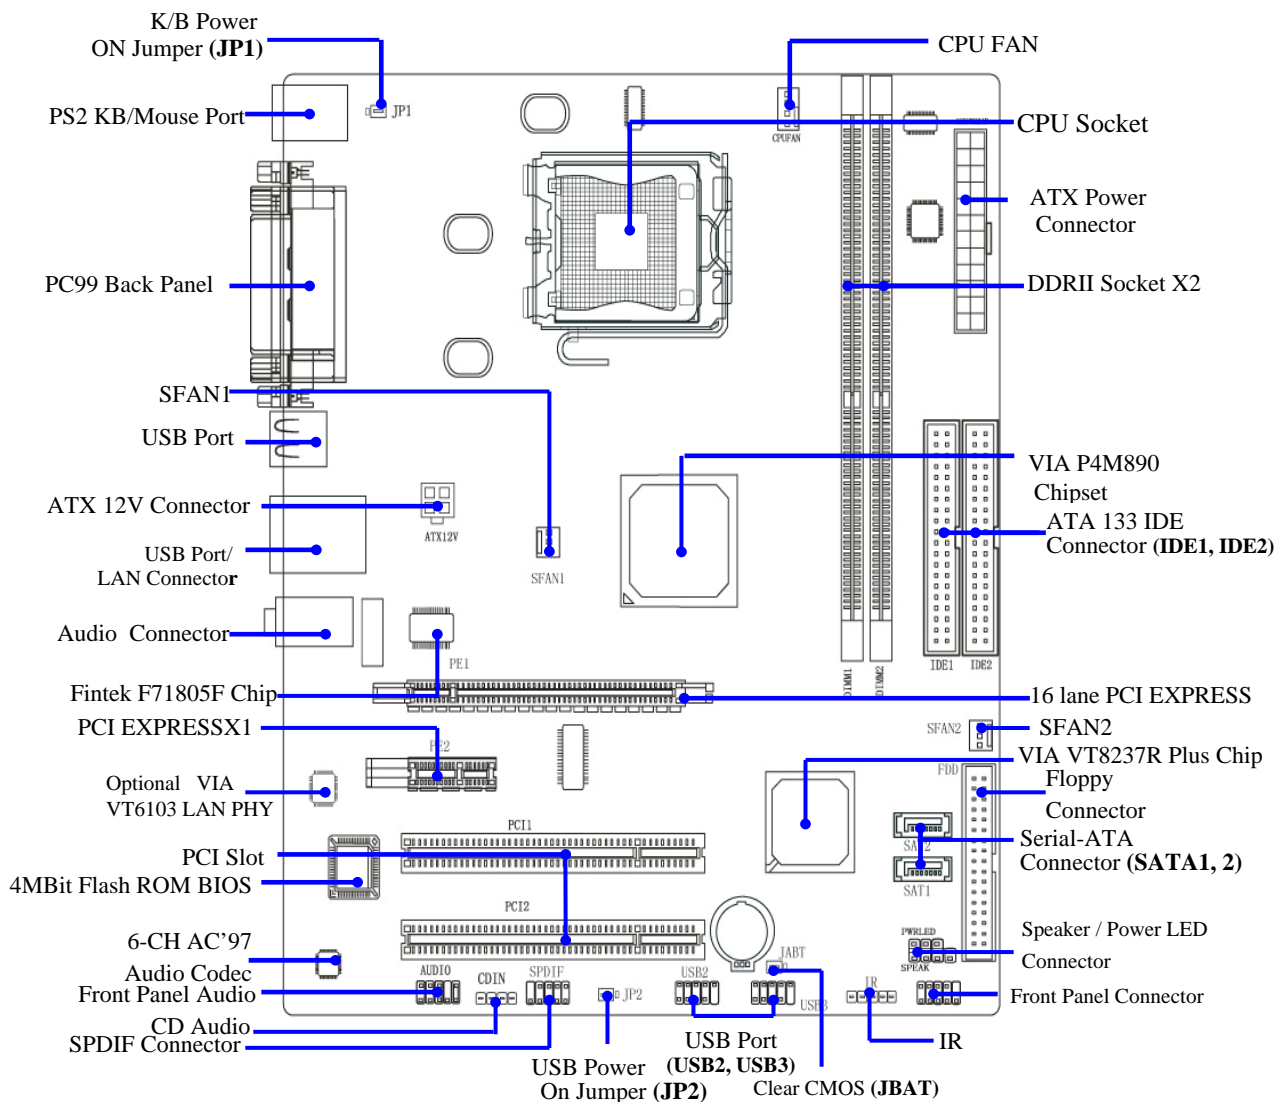 K/B Power
ON Jumper (JP1)
CPU FAN
PS2 KB/Mouse Port
JP1
CPUFAN
CPU Socket
ATX Power
Connector
PC99 Back Panel
DDRII Socket X2
SFAN1
USB Port
VIA P4M890
Chipset
ATX 12V Connector
ATX12V
ATA 133 IDE
Connector (IDE1, IDE2)
USB Port/
LAN Connector
SFAN1
Audio Connector
PE1
DIMM1
DIMM2
IDE1
IDE2
Fintek F71805F Chip
16 lane PCI EXPRESS
PCI EXPRESSX1
PE2
SFAN2
SFAN2
VIA VT8237R Plus Chip
FDD
Floppy
Connector
Optional VIA
VT6103 LAN PHY
PCI1
PCI Slot
SAT2
Serial-ATA
Connector (SATA1, 2)
4MBit Flash ROM BIOS
SAT1
PCI2
6-CH AC'97
Audio Codec
JABT
PWRLED
SPEAK
Speaker / Power LED
Connector
Front Panel Audio
AUDIO
CDIN
SPDIF
JP2
USB2
USB3
IR
Front Panel Connector
CD Audio
SPDIF Connector
USB Power
On Jumper (JP2)
USB Port
(USB2, USB3)
Clear CMOS (JBAT)
IR